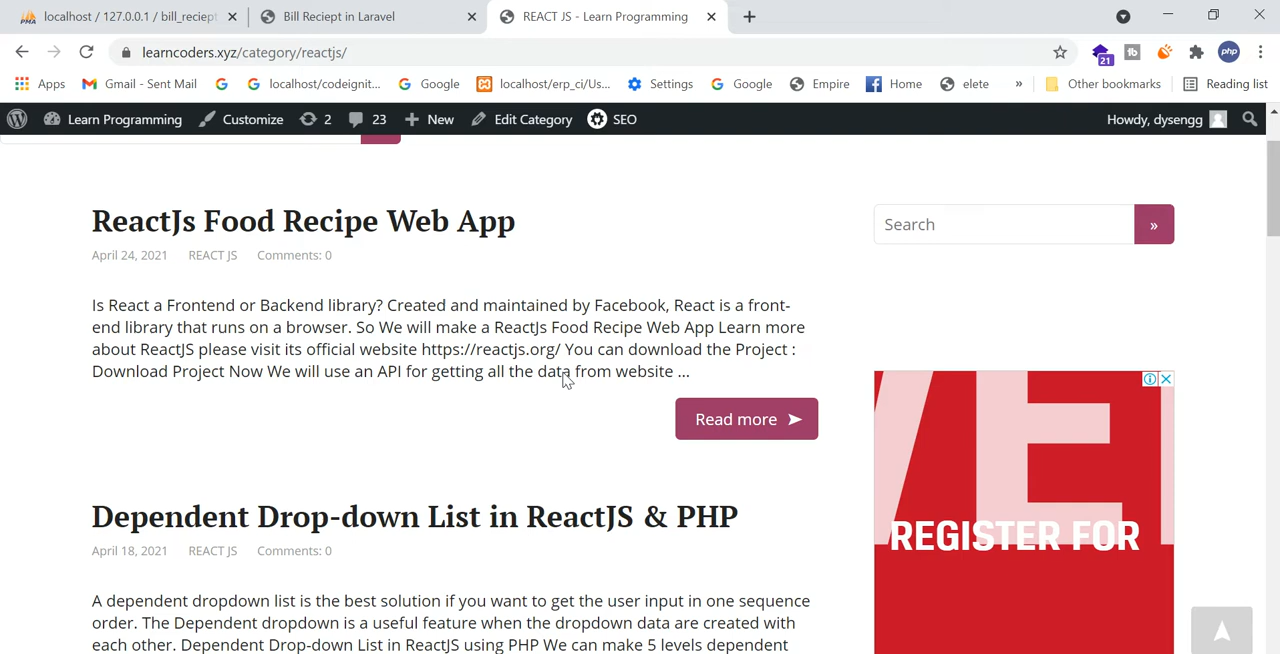 localhost / 127.0.0.1 / bill_reciept
Bill Reciept in Laravel
REACT JS - Learn Programming
learncoders.xyz/category/reactjs/
21
php
Apps
Gmail - Sent Mail
localhost/codeignit...
Google
localhost/erp_ci/Us...
Settings
Google
Empire
Home
elete
»
Other bookmarks
Reading list
Learn Programming
Customize
2
23
New
Edit Category
SEO
Howdy, dysengg
ReactJs Food Recipe Web App
April 24, 2021 REACT JS Comments: 0
Is React a Frontend or Backend library? Created and maintained by Facebook, React is a front-
end library that runs on a browser. So We will make a ReactJs Food Recipe Web App Learn more
about ReactJS please visit its official website https://reactjs.org/ You can download the Project :
Download Project Now We will use an API for getting all the data from website ...
Read more
Search
»
REGISTER FOR
Dependent Drop-down List in ReactJS & PHP
April 18, 2021 REACT JS Comments: 0
A dependent dropdown list is the best solution if you want to get the user input in one sequence
order. The Dependent dropdown is a useful feature when the dropdown data are created with
each other. Dependent Drop-down List in ReactJS using PHP We can make 5 levels dependent